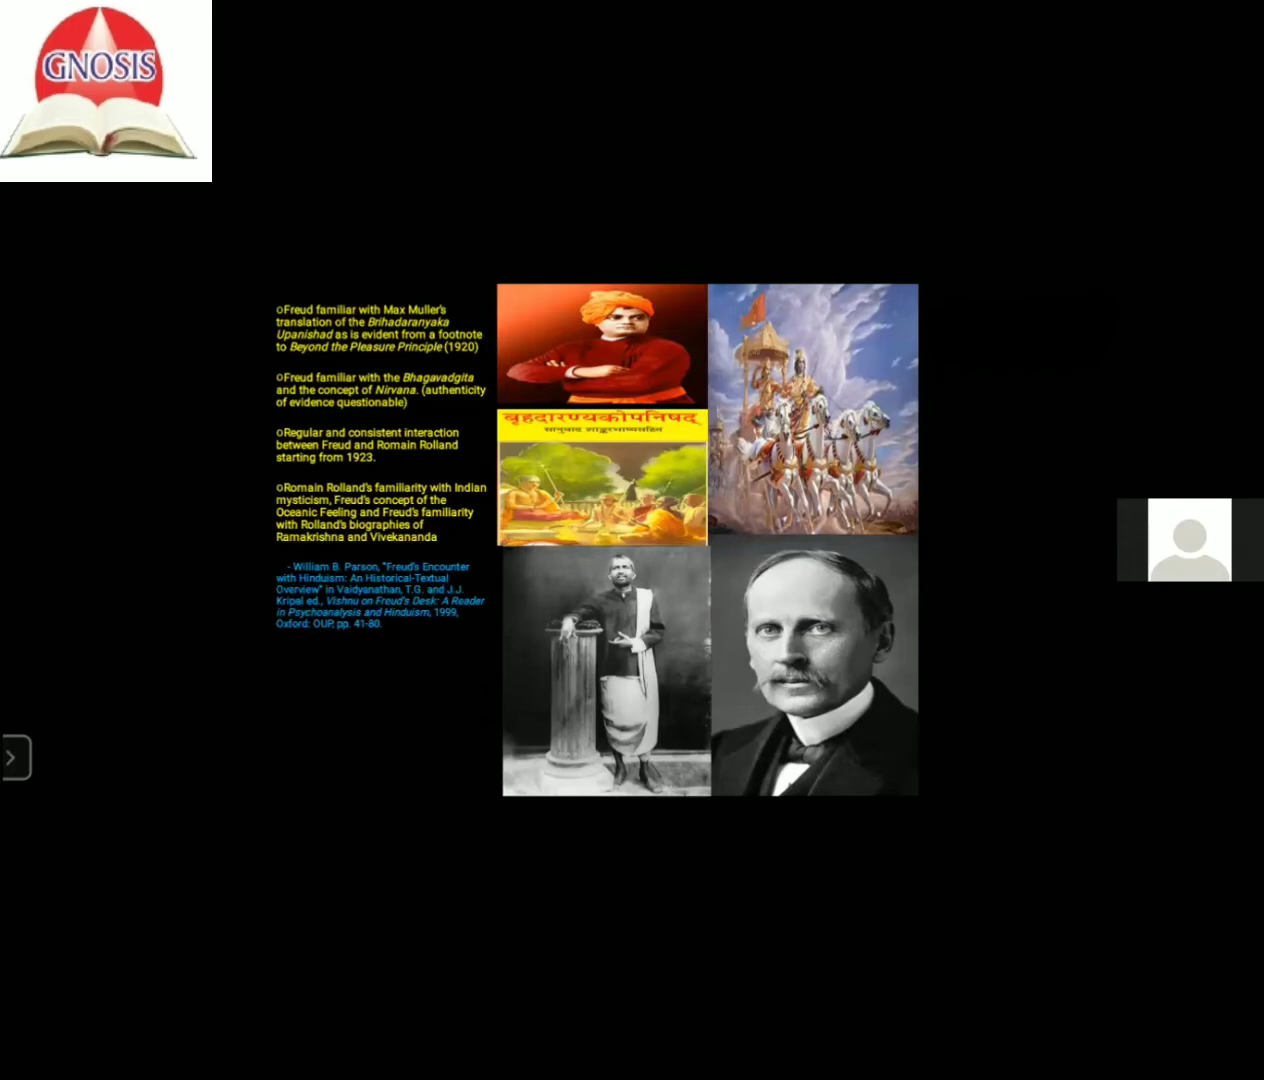 GNOSIS
oFreud familiar with Max Muller's
translation of the Brihadaranyaka
Upanishad as is evident from a footnote
to Beyond the Pleasure Principle (1920)
oFreud familiar with the Bhagavadgita
and the concept of Nirvana. (authenticity
of evidence questionable)
oRegular and consistent interaction
between Freud and Romain Rolland
starting from 1923.
oRomain Rolland's familiarity with Indian
mysticism, Freud's concept of the
Oceanic Feeling and Freud's familiarity
with Rolland's biographies of
Ramakrishna and Vivekananda
- William B. Parson, "Freud's Encounter
with Hinduism: An Historical-Textual
Overview" in Vaidyanathan, T.G. and J.J.
Kripal ed., Vishnu on Freud's Desk: A Reader
in Psychoanalysis and Hinduism, 1999,
Oxford: OUP, pp. 41-80.
बृहदारण्यकोपनिषद्
सानुवाद शाङ्करभाष्यसहित